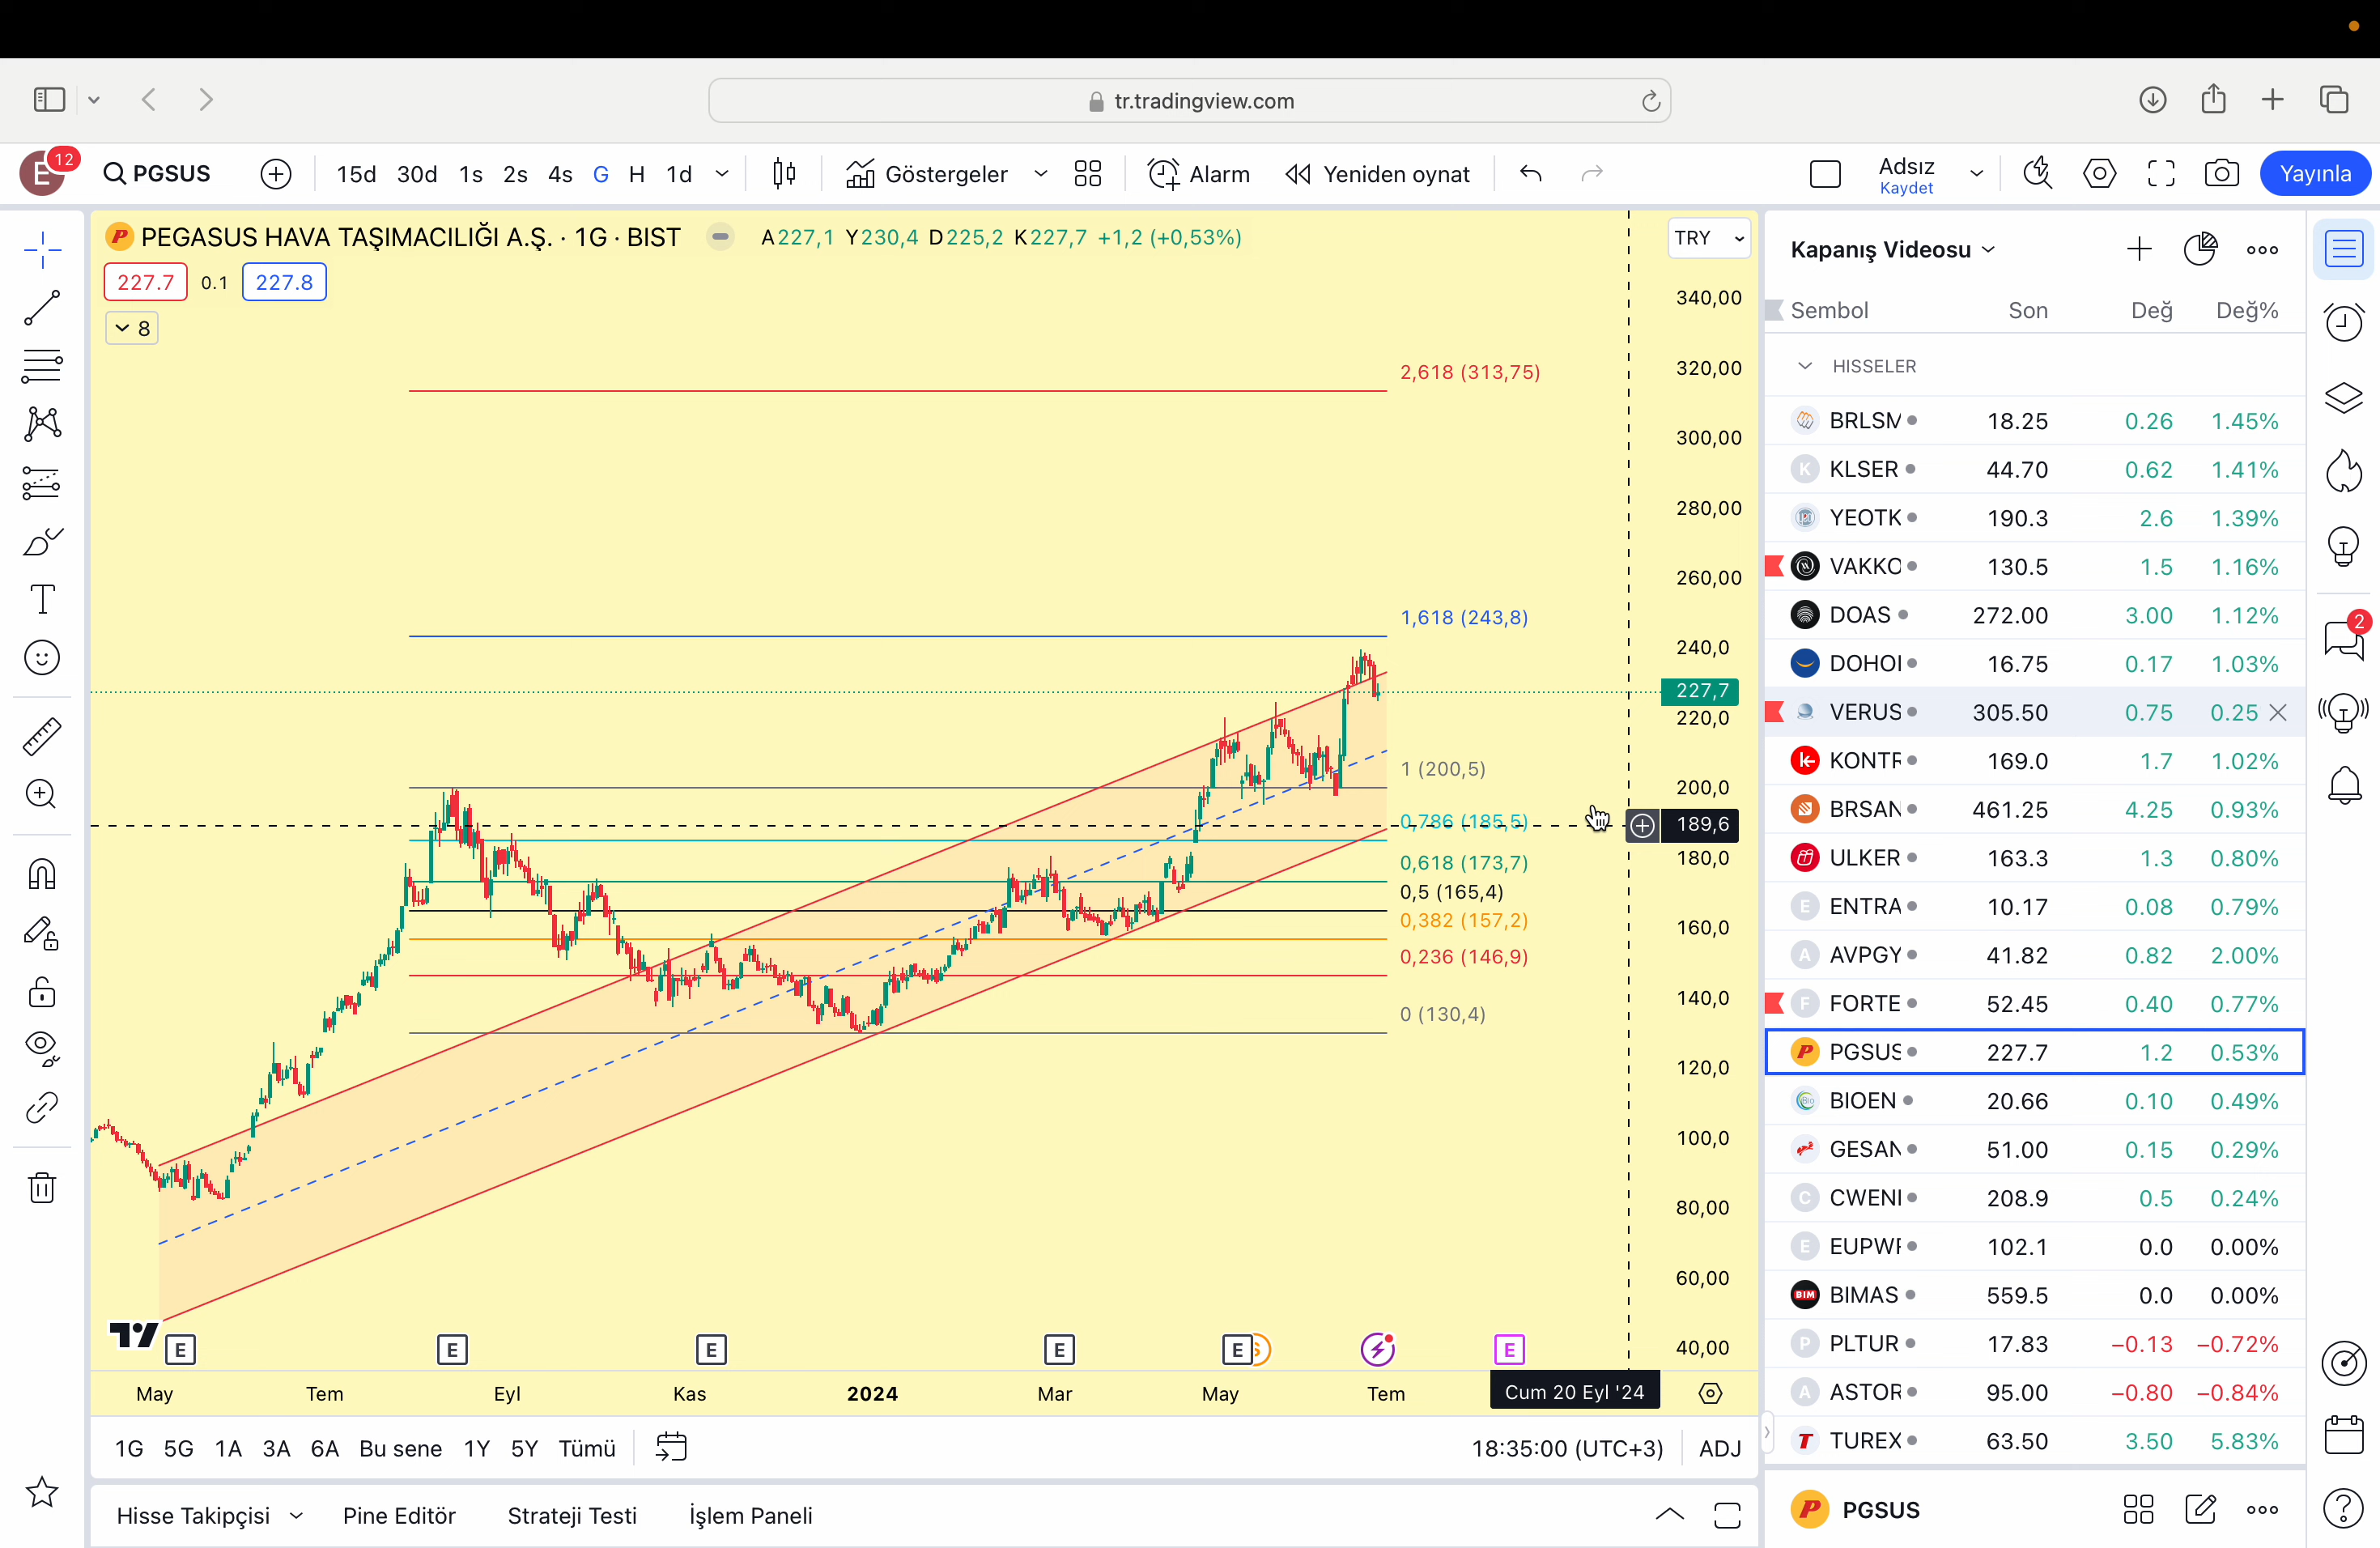 tr.tradingview.com
E 12 PGSUS 15d 30d 1s 2s 4s G H 1d Göstergeler Alarm Yeniden oynat Adsız Kaydet Yayınla
PEGASUS HAVA TAŞIMACILIĞI A.Ş. · 1G · BIST A227,1 Y230,4 D225,2 K227,7 +1,2 (+0,53%) TRY
227.7 0.1 227.8
8
340,00
320,00
300,00
280,00
260,00
240,0
227,7
220,0
200,0
189,6
180,0
160,0
140,0
120,0
100,0
80,00
60,00
40,00
2,618 (313,75)
1,618 (243,8)
1 (200,5)
0,786 (185,5)
0,618 (173,7)
0,5 (165,4)
0,382 (157,2)
0,236 (146,9)
0 (130,4)
E E E E E E
May Tem Eyl Kas 2024 Mar May Tem Cum 20 Eyl '24
1G 5G 1A 3A 6A Bu sene 1Y 5Y Tümü 18:35:00 (UTC+3) ADJ
Hisse Takipçisi Pine Editör Strateji Testi İşlem Paneli
Kapanış Videosu
Sembol Son Değ Değ%
HISSELER
BRLSM 18.25 0.26 1.45%
K KLSER 44.70 0.62 1.41%
YEOTK 190.3 2.6 1.39%
VAKKO 130.5 1.5 1.16%
DOAS 272.00 3.00 1.12%
DOHOL 16.75 0.17 1.03%
VERUS 305.50 0.75 0.25
KONTR 169.0 1.7 1.02%
BRSAN 461.25 4.25 0.93%
ULKER 163.3 1.3 0.80%
E ENTRA 10.17 0.08 0.79%
A AVPGY 41.82 0.82 2.00%
F FORTE 52.45 0.40 0.77%
PGSUS 227.7 1.2 0.53%
BIOEN 20.66 0.10 0.49%
GESAN 51.00 0.15 0.29%
C CWENE 208.9 0.5 0.24%
E EUPWR 102.1 0.0 0.00%
BIM BIMAS 559.5 0.0 0.00%
P PLTUR 17.83 −0.13 −0.72%
A ASTOR 95.00 −0.80 −0.84%
T TUREX 63.50 3.50 5.83%
PGSUS
2